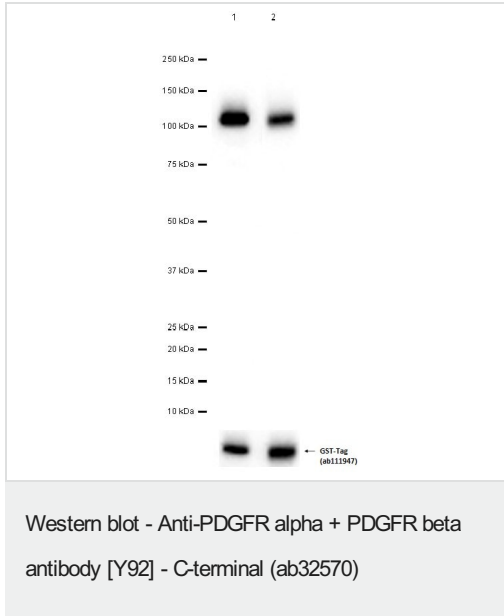 1 2
250 kDa
150 kDa
100 kDa
75 kDa
50 kDa
37 kDa
25 kDa
20 kDa
15 kDa
10 kDa
← GST-Tag
(ab111947)
Western blot - Anti-PDGFR alpha + PDGFR beta
antibody [Y92] - C-terminal (ab32570)